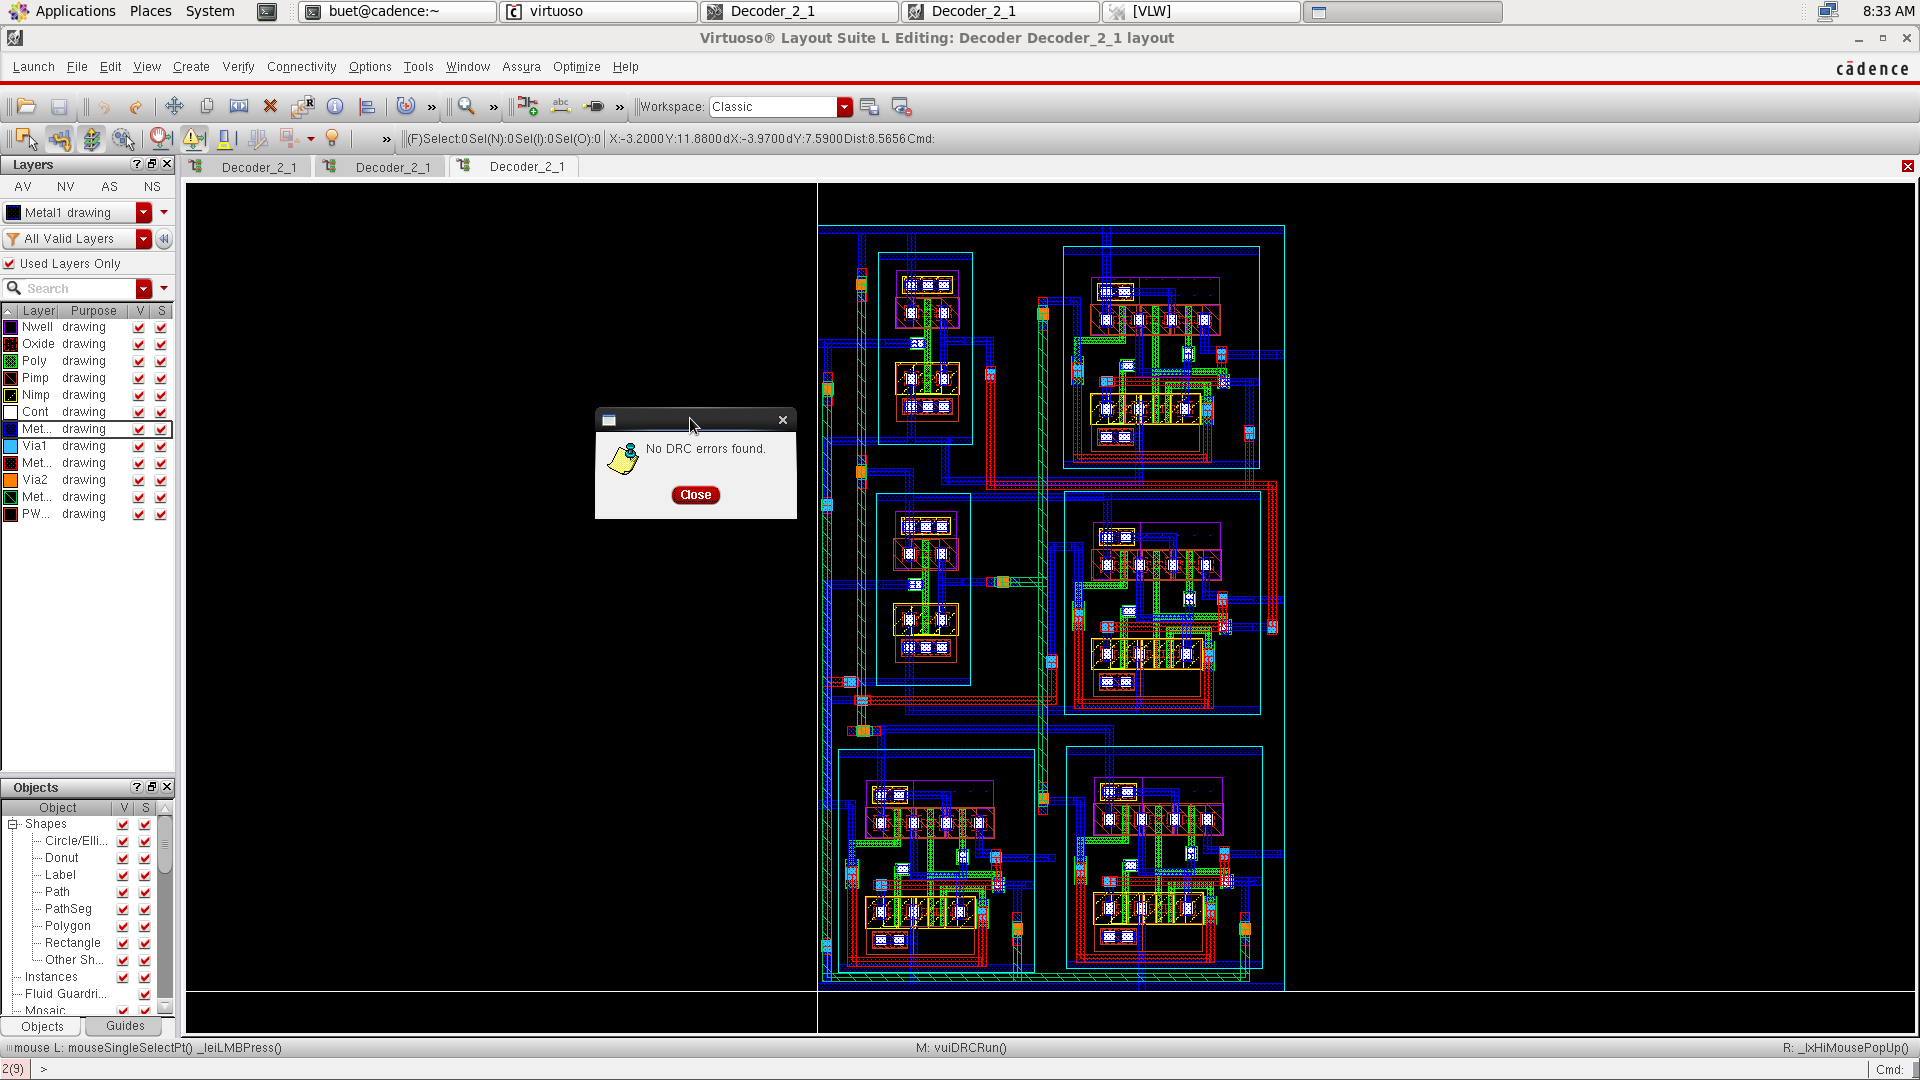 Applications Places System buet@cadence:~ virtuoso Decoder_2_1 Decoder_2_1 [VLW] 8:33 AM
Virtuoso® Layout Suite L Editing: Decoder Decoder_2_1 layout
Launch File Edit View Create Verify Connectivity Options Tools Window Assura Optimize Help cādence
R » » abc » Workspace: Classic
» (F)Select:0 Sel(N):0 Sel(I):0 Sel(O):0 X:-3.2000 Y:11.8800 dX:-3.9700 dY:7.5900 Dist:8.5656 Cmd:
Layers Decoder_2_1 Decoder_2_1 Decoder_2_1
AV NV AS NS
Metal1 drawing
All Valid Layers
Used Layers Only
Search
Layer Purpose V S
Nwell drawing
Oxide drawing
Poly drawing
Pimp drawing
Nimp drawing
Cont drawing
Met... drawing
Via1 drawing
Met... drawing
Via2 drawing
Met... drawing
PW... drawing
No DRC errors found.
Close
Objects
Object V S
Shapes
Circle/Elli...
Donut
Label
Path
PathSeg
Polygon
Rectangle
Other Sh...
Instances
Fluid Guardri...
Mosaic
Objects Guides
mouse L: mouseSingleSelectPt() _leiLMBPress() M: vuiDRCRun() R: _lxHiMousePopUp()
2(9) > Cmd: